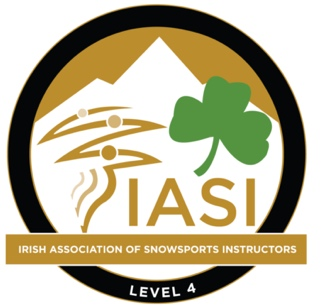 IASI
IRISH ASSOCIATION OF SNOWSPORTS INSTRUCTORS
LEVEL 4